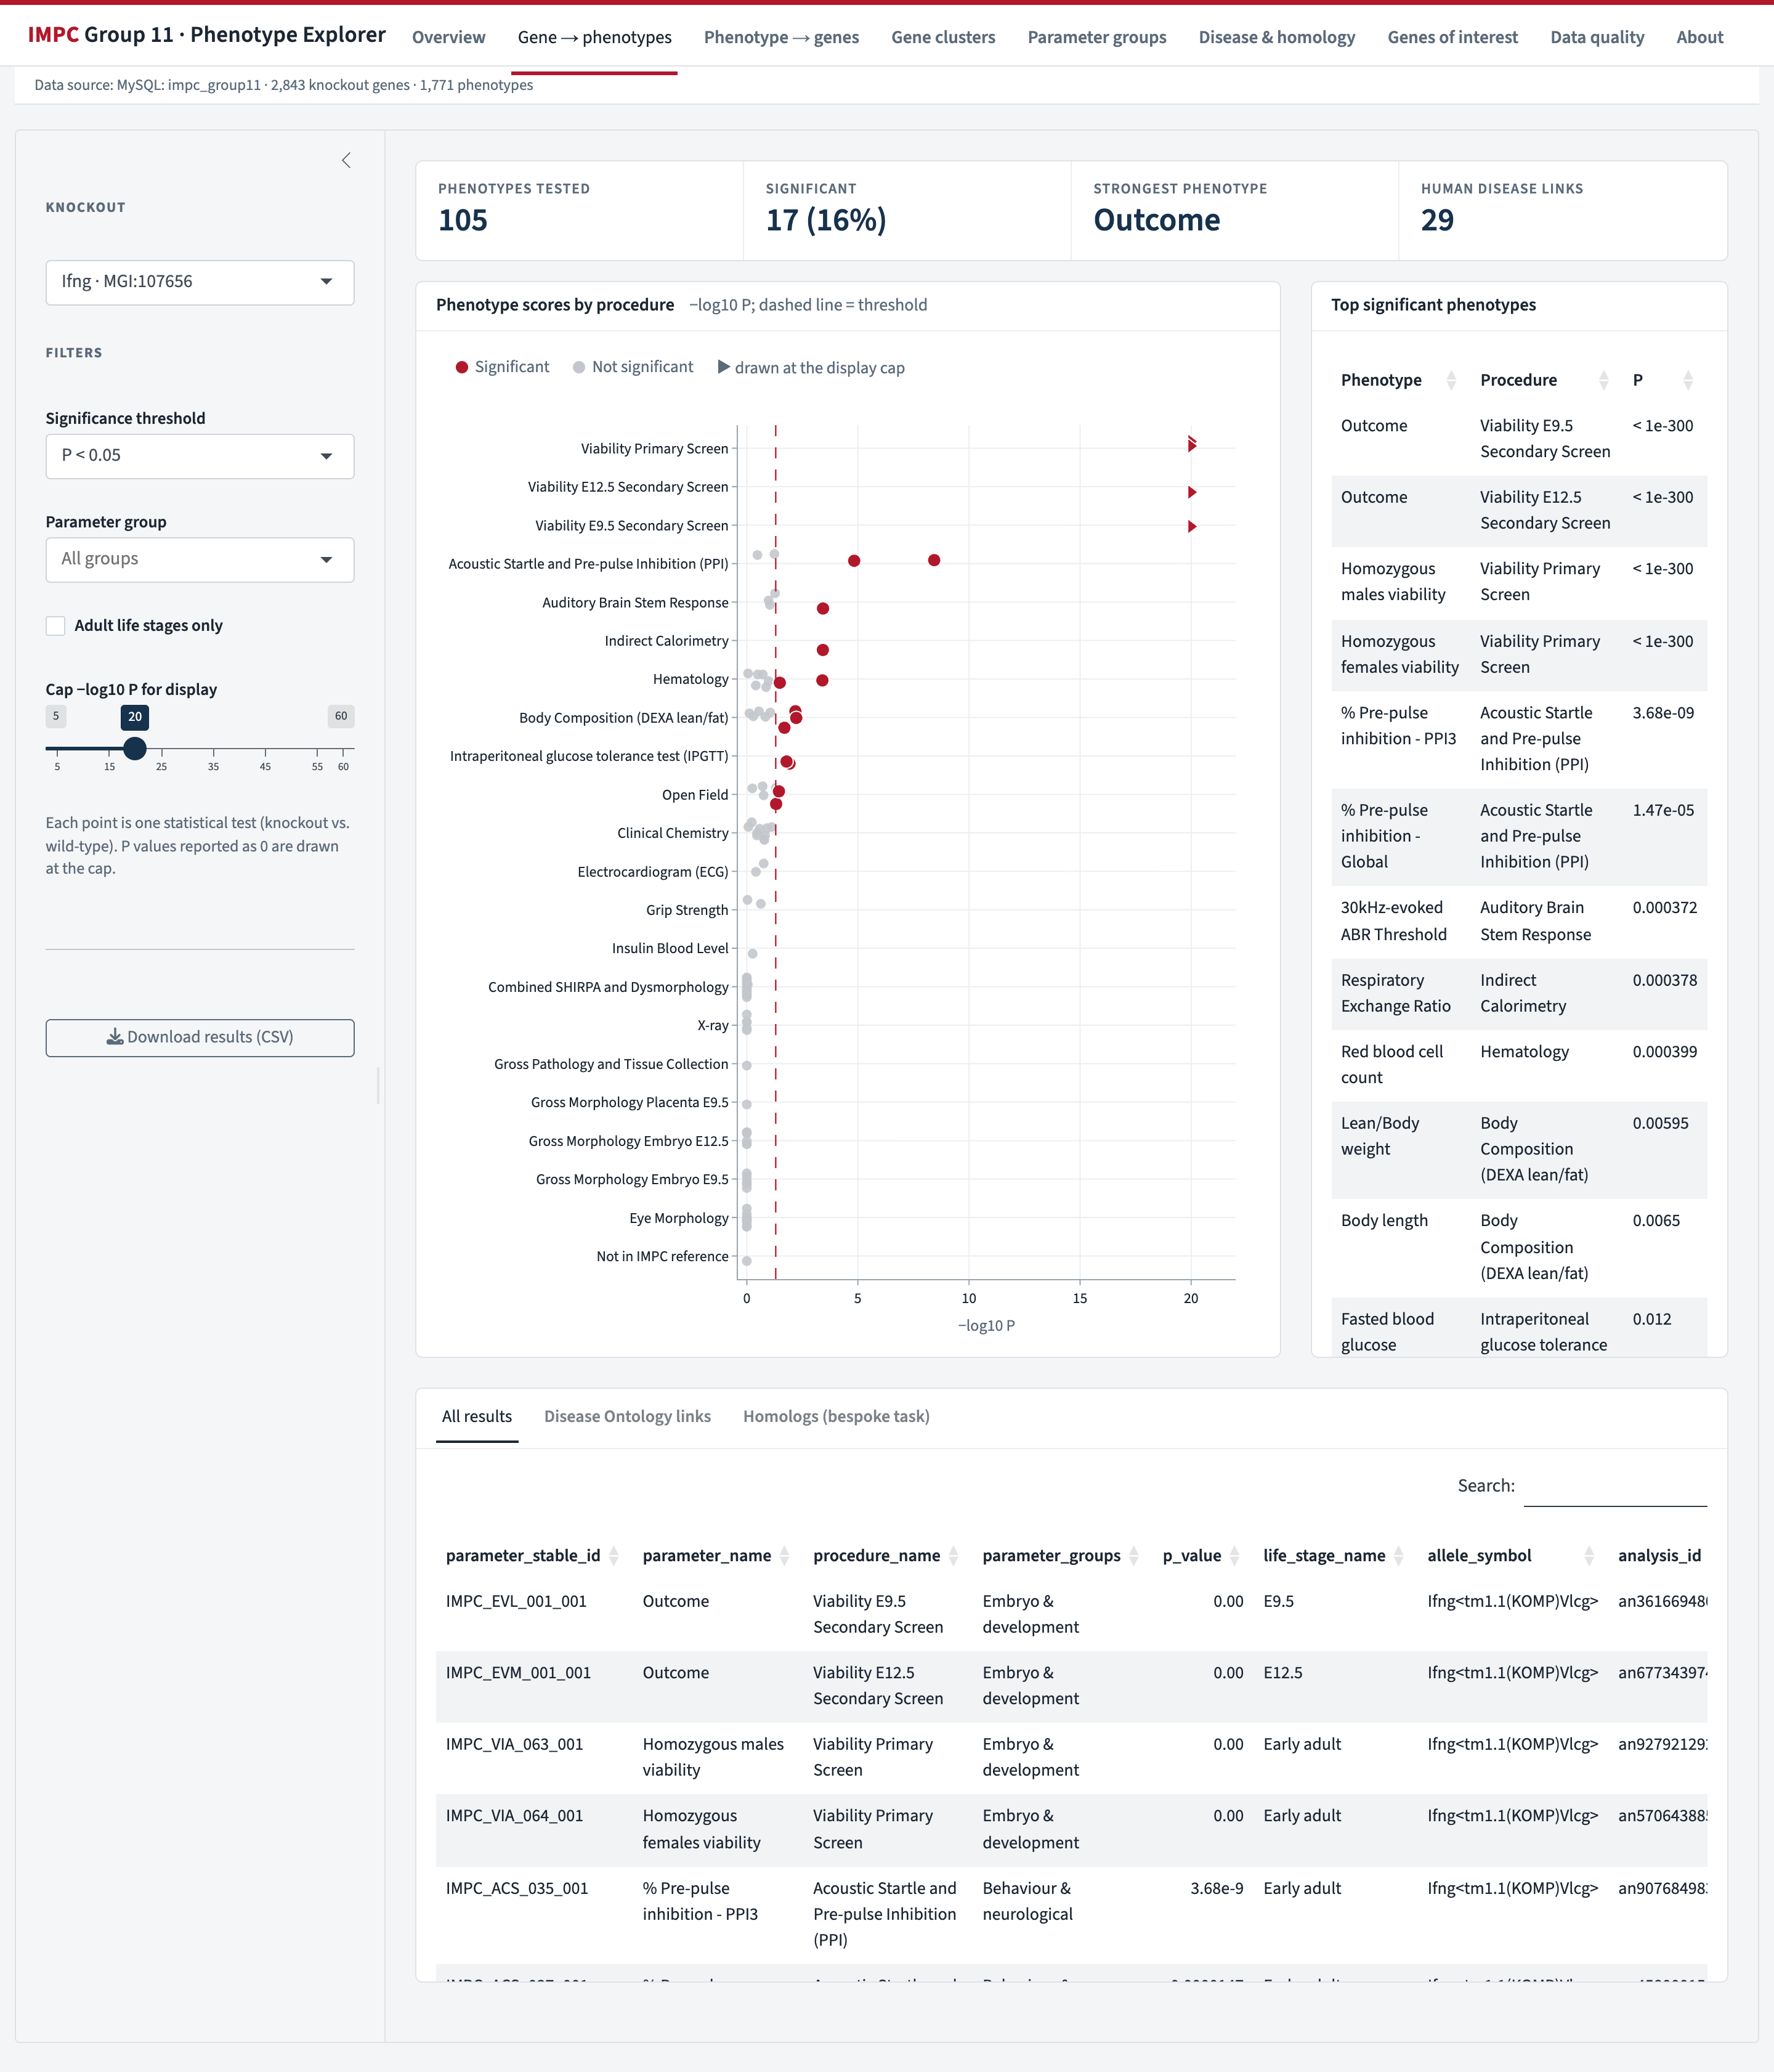 IMPC Group 11 · Phenotype Explorer
Overview
Gene → phenotypes
Phenotype → genes
Gene clusters
Parameter groups
Disease & homology
Genes of interest
Data quality
About
Data source: MySQL: impc_group11 · 2,843 knockout genes · 1,771 phenotypes
KNOCKOUT
Ifng · MGI:107656
FILTERS
Significance threshold
P < 0.05
Parameter group
All groups
Adult life stages only
Cap −log10 P for display
5 20 60
5 15 25 35 45 55 60
Each point is one statistical test (knockout vs.
wild-type). P values reported as 0 are drawn
at the cap.
Download results (CSV)
PHENOTYPES TESTED
105
SIGNIFICANT
17 (16%)
STRONGEST PHENOTYPE
Outcome
HUMAN DISEASE LINKS
29
Phenotype scores by procedure −log10 P; dashed line = threshold
Significant Not significant drawn at the display cap
Viability Primary Screen
Viability E12.5 Secondary Screen
Viability E9.5 Secondary Screen
Acoustic Startle and Pre-pulse Inhibition (PPI)
Auditory Brain Stem Response
Indirect Calorimetry
Hematology
Body Composition (DEXA lean/fat)
Intraperitoneal glucose tolerance test (IPGTT)
Open Field
Clinical Chemistry
Electrocardiogram (ECG)
Grip Strength
Insulin Blood Level
Combined SHIRPA and Dysmorphology
X-ray
Gross Pathology and Tissue Collection
Gross Morphology Placenta E9.5
Gross Morphology Embryo E12.5
Gross Morphology Embryo E9.5
Eye Morphology
Not in IMPC reference
0 5 10 15 20
−log10 P
Top significant phenotypes
Phenotype Procedure P
Outcome Viability E9.5 < 1e-300
Secondary Screen
Outcome Viability E12.5 < 1e-300
Secondary Screen
Homozygous Viability Primary < 1e-300
males viability Screen
Homozygous Viability Primary < 1e-300
females viability Screen
% Pre-pulse Acoustic Startle 3.68e-09
inhibition - PPI3 and Pre-pulse
Inhibition (PPI)
% Pre-pulse Acoustic Startle 1.47e-05
inhibition - and Pre-pulse
Global Inhibition (PPI)
30kHz-evoked Auditory Brain 0.000372
ABR Threshold Stem Response
Respiratory Indirect 0.000378
Exchange Ratio Calorimetry
Red blood cell Hematology 0.000399
count
Lean/Body Body 0.00595
weight Composition
(DEXA lean/fat)
Body length Body 0.0065
Composition
(DEXA lean/fat)
Fasted blood Intraperitoneal 0.012
glucose glucose tolerance
All results
Disease Ontology links
Homologs (bespoke task)
Search:
parameter_stable_id parameter_name procedure_name parameter_groups p_value life_stage_name allele_symbol analysis_id
IMPC_EVL_001_001 Outcome Viability E9.5 Embryo & 0.00 E9.5 Ifng<tm1.1(KOMP)Vlcg>
Secondary Screen development
IMPC_EVM_001_001 Outcome Viability E12.5 Embryo & 0.00 E12.5 Ifng<tm1.1(KOMP)Vlcg>
Secondary Screen development
IMPC_VIA_063_001 Homozygous males Viability Primary Embryo & 0.00 Early adult Ifng<tm1.1(KOMP)Vlcg>
viability Screen development
IMPC_VIA_064_001 Homozygous Viability Primary Embryo & 0.00 Early adult Ifng<tm1.1(KOMP)Vlcg>
females viability Screen development
IMPC_ACS_035_001 % Pre-pulse Acoustic Startle and Behaviour & 3.68e-9 Early adult Ifng<tm1.1(KOMP)Vlcg>
inhibition - PPI3 Pre-pulse Inhibition neurological
(PPI)